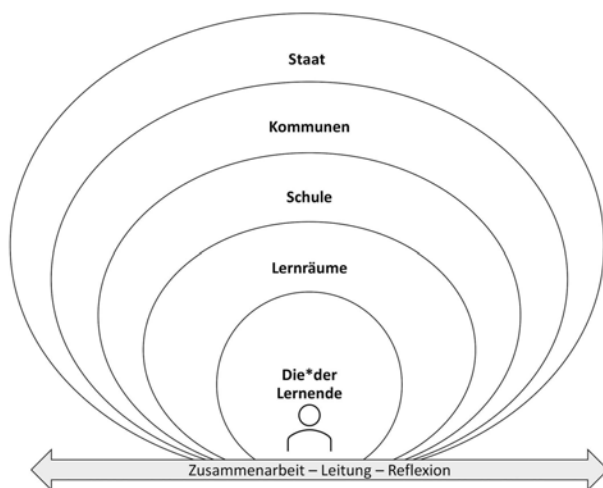 Staat
Kommunen
Schule
Lernräume
Die*der
Lernende
Zusammenarbeit – Leitung – Reflexion